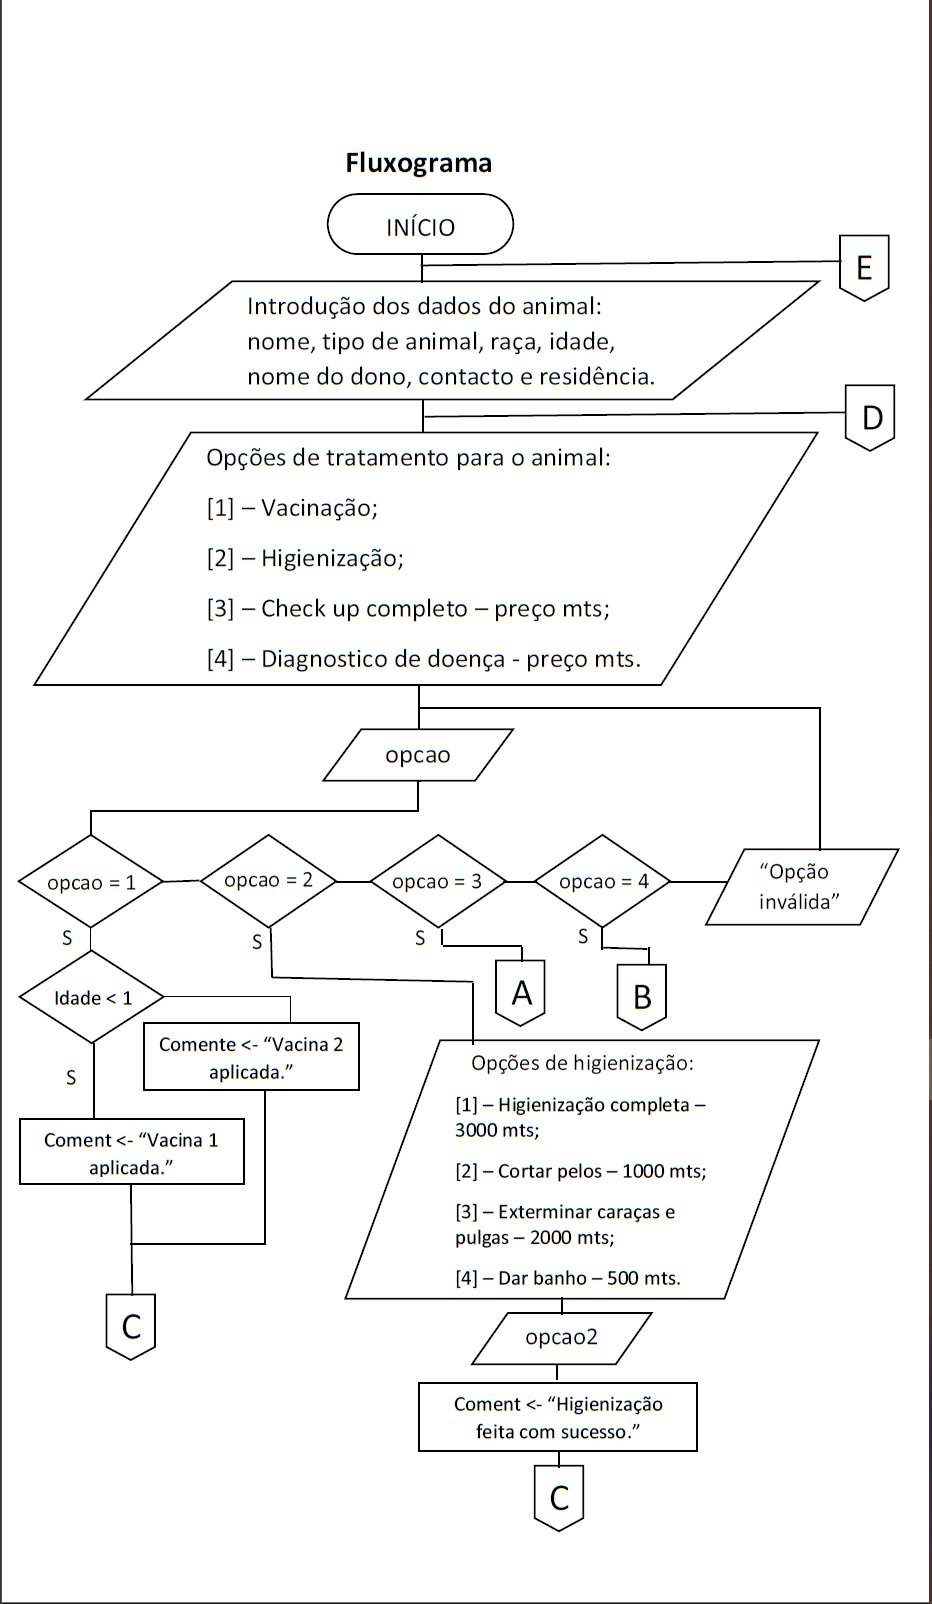 Fluxograma
INÍCIO
E
Introdução dos dados do animal:
nome, tipo de animal, raça, idade,
nome do dono, contacto e residência.
D
Opções de tratamento para o animal:
[1] – Vacinação;
[2] – Higienização;
[3] – Check up completo – preço mts;
[4] – Diagnostico de doença - preço mts.
opcao
opcao = 1
opcao = 2
opcao = 3
opcao = 4
“Opção
inválida”
S
S
S
S
A
B
Idade < 1
Comente <- “Vacina 2
aplicada.”
S
Coment <- “Vacina 1
aplicada.”
C
Opções de higienização:
[1] – Higienização completa –
3000 mts;
[2] – Cortar pelos – 1000 mts;
[3] – Exterminar caraças e
pulgas – 2000 mts;
[4] – Dar banho – 500 mts.
opcao2
Coment <- “Higienização
feita com sucesso.”
C